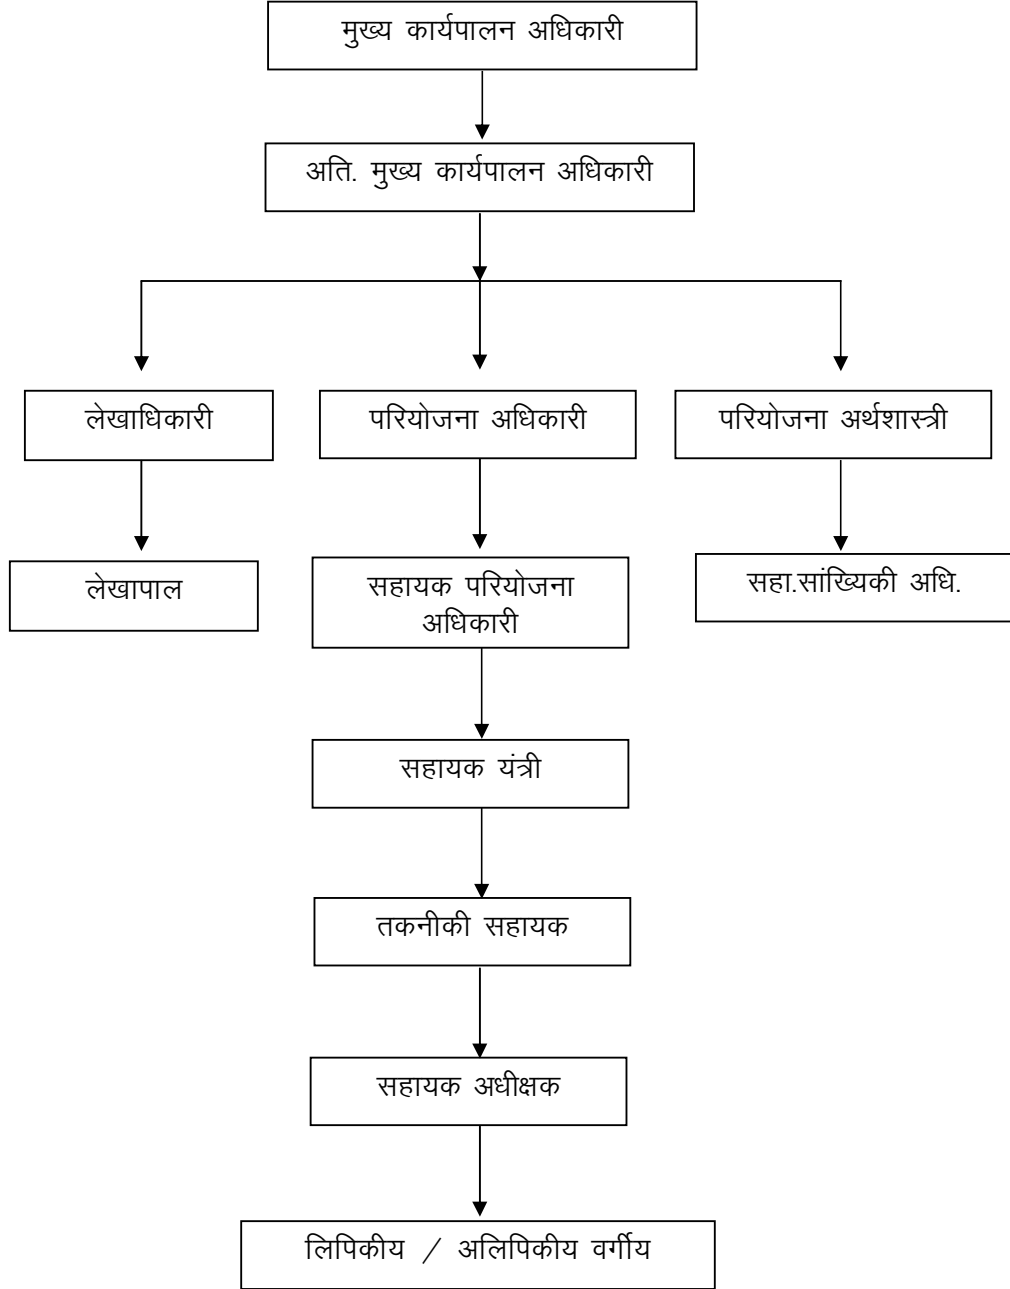 मुख्य कार्यपालन अधिकारी
अति. मुख्य कार्यपालन अधिकारी
लेखाधिकारी
परियोजना अधिकारी
परियोजना अर्थशास्त्री
लेखापाल
सहायक परियोजना
अधिकारी
सहा.सांख्यिकी अधि.
सहायक यंत्री
तकनीकी सहायक
सहायक अधीक्षक
लिपिकीय / अलिपिकीय वर्गीय